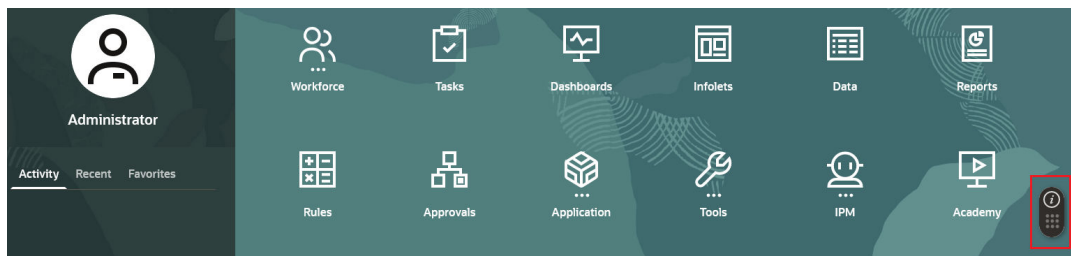 Administrator
Activity Recent Favorites
Workforce Tasks Dashboards Infolets Data Reports
Rules Approvals Application Tools IPM Academy